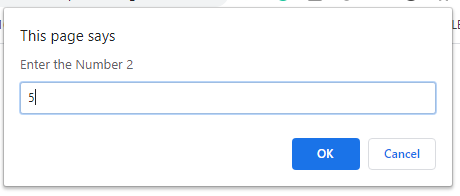 This page says
Enter the Number 2
5
OK
Cancel